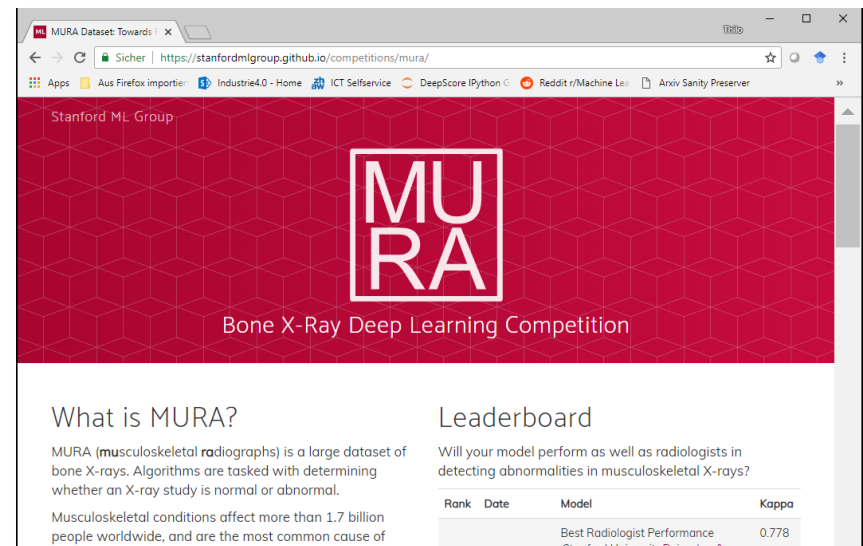 MURA Dataset: Towards
Thilo
Sicher | https://stanfordmlgroup.github.io/competitions/mura/
Apps Aus Firefox importier Industrie4.0 - Home ICT Selfservice DeepScore IPython Reddit r/Machine Lea Arxiv Sanity Preserver »
Stanford ML Group
MU
RA
Bone X-Ray Deep Learning Competition
What is MURA?
MURA (musculoskeletal radiographs) is a large dataset of
bone X-rays. Algorithms are tasked with determining
whether an X-ray study is normal or abnormal.
Musculoskeletal conditions affect more than 1.7 billion
people worldwide, and are the most common cause of
Leaderboard
Will your model perform as well as radiologists in
detecting abnormalities in musculoskeletal X-rays?
Rank Date Model Kappa
Best Radiologist Performance 0.778